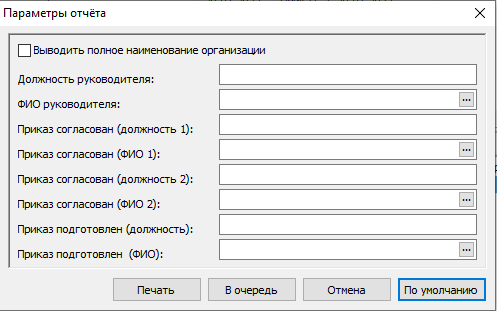 Параметры отчёта
Выводить полное наименование организации
Должность руководителя:
ФИО руководителя:
...
Приказ согласован (должность 1):
Приказ согласован (ФИО 1):
...
Приказ согласован (должность 2):
Приказ согласован (ФИО 2):
...
Приказ подготовлен (должность):
Приказ подготовлен (ФИО):
...
Печать В очередь Отмена По умолчанию